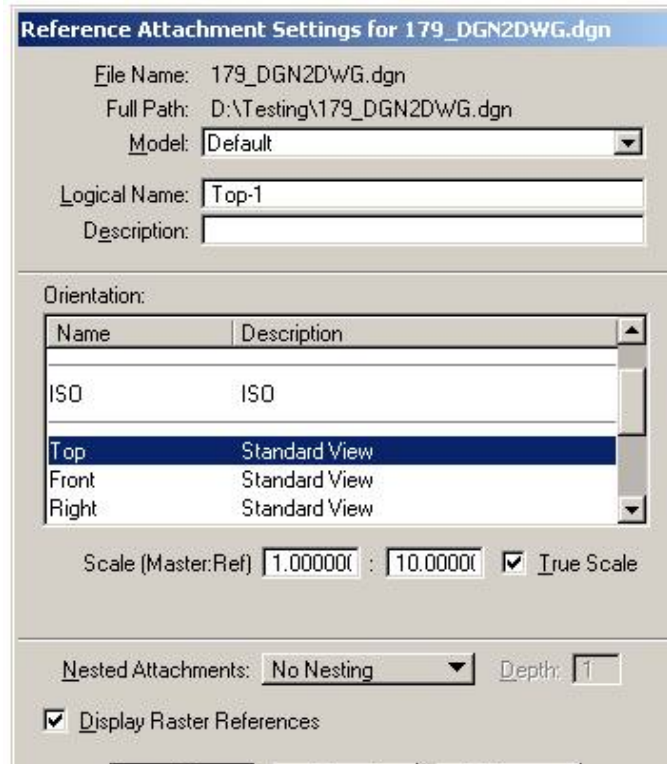 Reference Attachment Settings for 179_DGN2DWG.dgn
File Name: 179_DGN2DWG.dgn
Full Path: D:\Testing\179_DGN2DWG.dgn
Model: Default
Logical Name: Top-1
Description:
Orientation:
Name Description
ISO ISO
Top Standard View
Front Standard View
Right Standard View
Scale (Master:Ref) 1.00000( : 10.0000( True Scale
Nested Attachments: No Nesting Depth: 1
Display Raster References